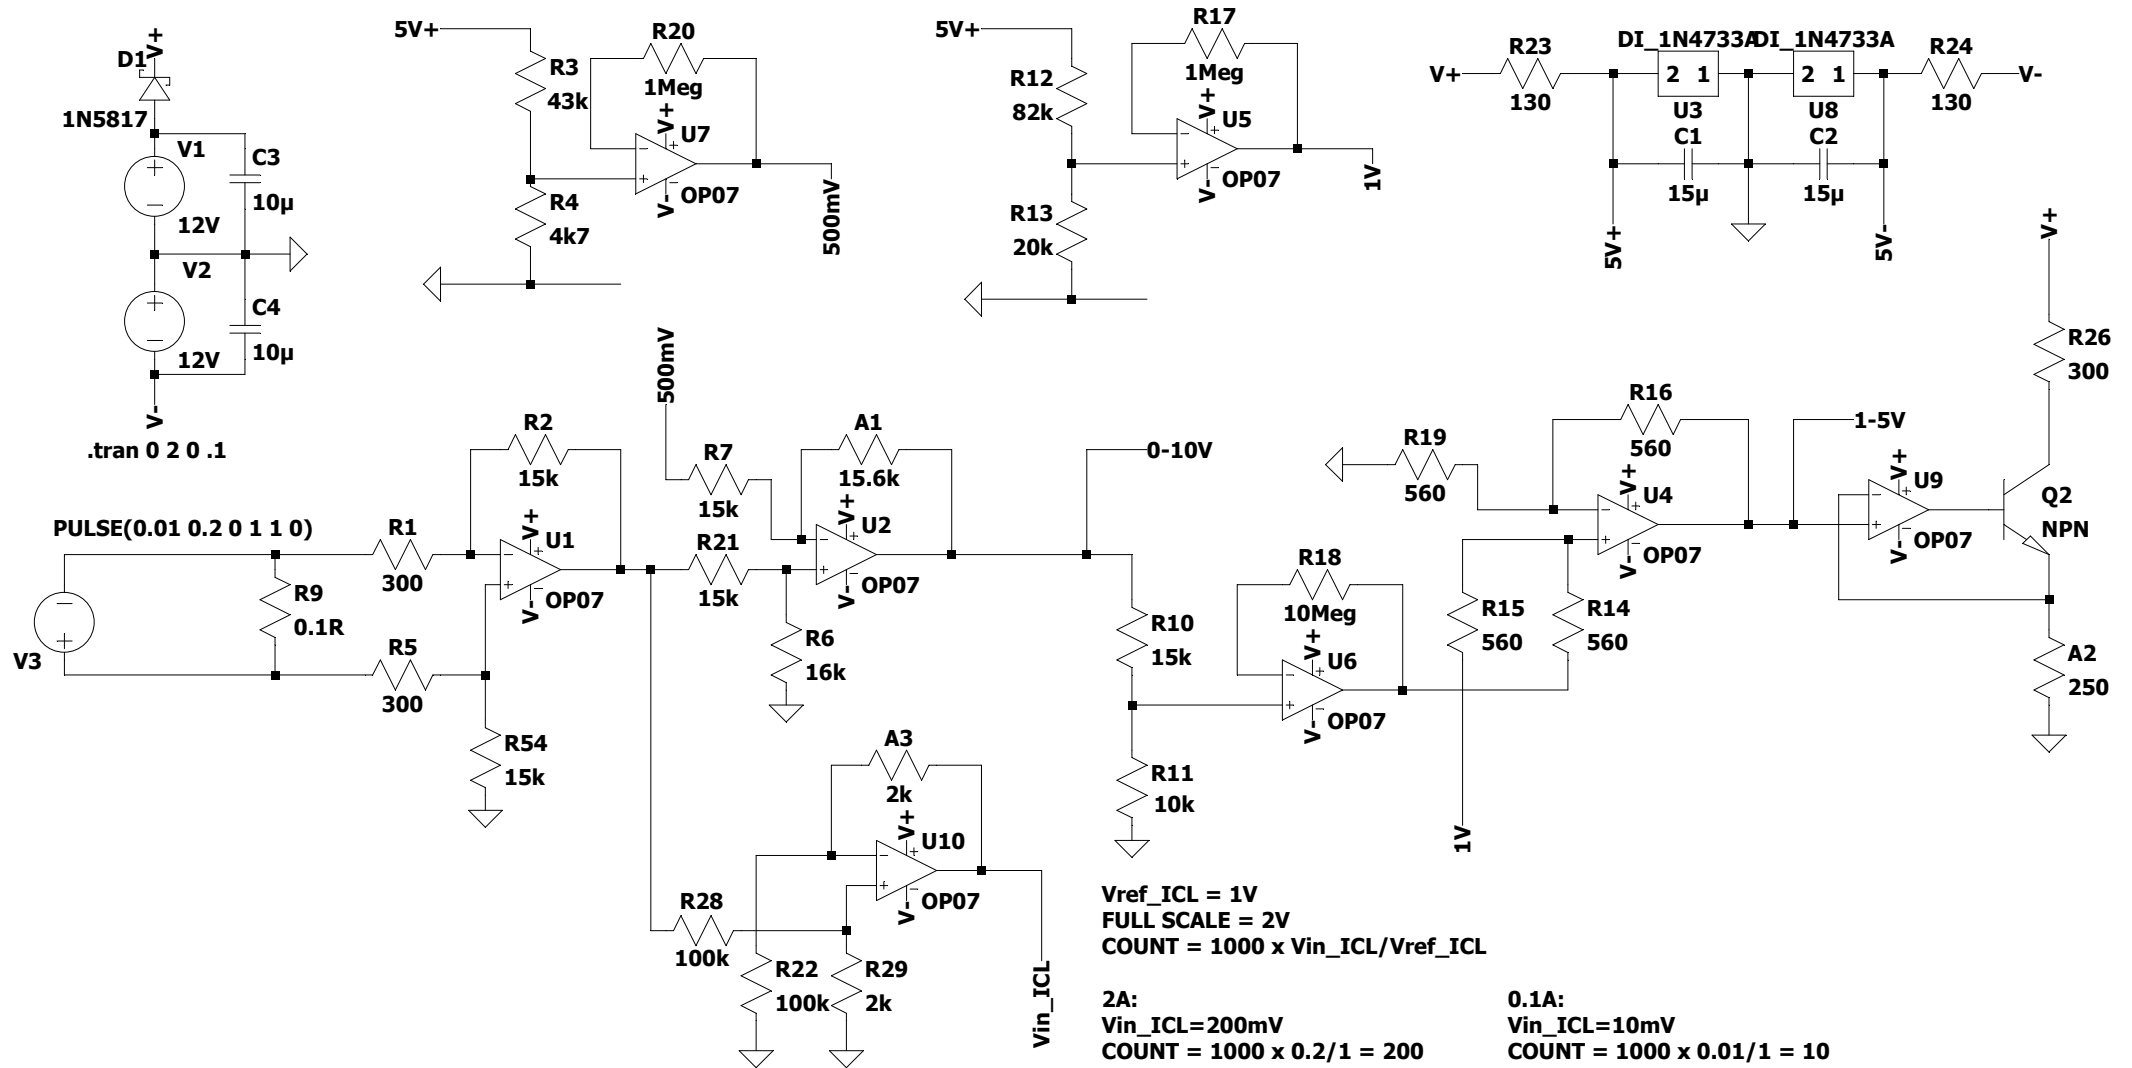 D1
V+
1N5817
V1
12V
C3
10µ
V2
12V
C4
10µ
V-
.tran 0 2 0 .1
5V+
R3
43k
R4
4k7
R20
1Meg
V+
U7
V-
OP07
500mV
5V+
R12
82k
R13
20k
R17
1Meg
V+
U5
V-
OP07
1V
V+
R23
130
DI_1N4733A
DI_1N4733A
2 1
2 1
U3
U8
R24
130
V-
C1
15µ
C2
15µ
5V+
5V-
PULSE(0.01 0.2 0 1 1 0)
V3
R9
0.1R
R1
300
R5
300
R2
15k
V+
U1
V-
OP07
R54
15k
500mV
R7
15k
A1
15.6k
V+
U2
V-
OP07
R21
15k
R6
16k
0-10V
R10
15k
R11
10k
R18
10Meg
V+
U6
V-
OP07
R19
560
R16
560
V+
U4
V-
OP07
R15
560
R14
560
1V
1-5V
V+
U9
V-
OP07
V+
R26
300
Q2
NPN
A2
250
A3
2k
V+
U10
V-
OP07
R28
100k
R22
100k
R29
2k
Vin_ICL
Vref_ICL = 1V
FULL SCALE = 2V
COUNT = 1000 x Vin_ICL/Vref_ICL
2A:
Vin_ICL=200mV
COUNT = 1000 x 0.2/1 = 200
0.1A:
Vin_ICL=10mV
COUNT = 1000 x 0.01/1 = 10